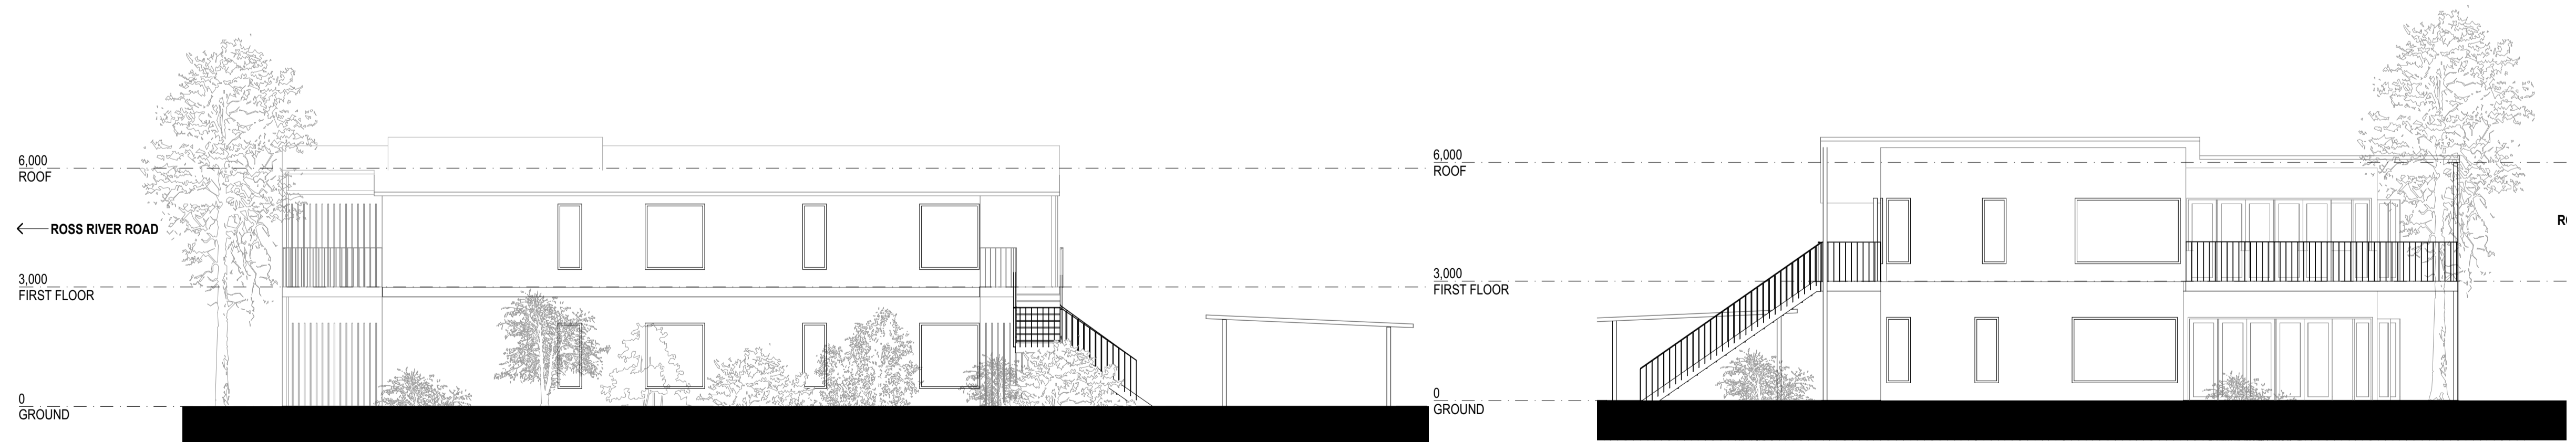 6,000
ROOF
ROSS RIVER ROAD
3,000
FIRST FLOOR
0
GROUND
6,000
ROOF
3,000
FIRST FLOOR
0
GROUND